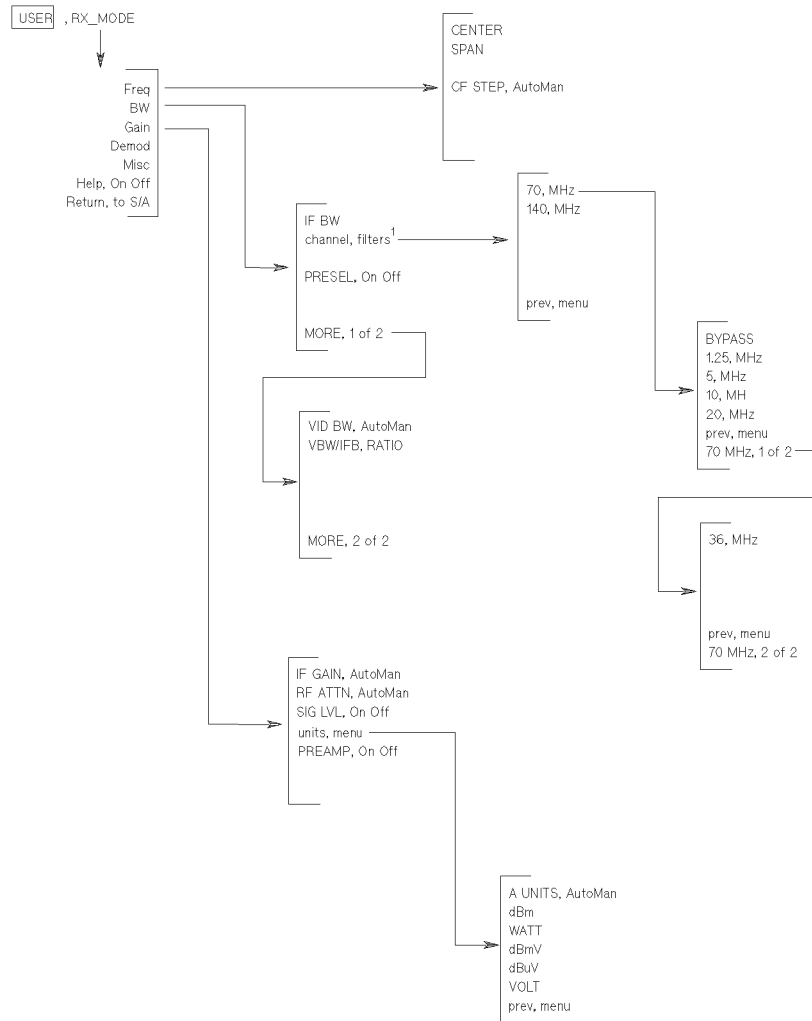 USER , RX_MODE
Freq
BW
Gain
Demod
Misc
Help, On Off
Return, to S/A
CENTER
SPAN
CF STEP, AutoMan
IF BW
channel, filters1
PRESEL, On Off
MORE, 1 of 2
70, MHz
140, MHz
prev, menu
BYPASS
1.25, MHz
5, MHz
10, MH
20, MHz
prev, menu
70 MHz, 1 of 2
VID BW, AutoMan
VBW/IFB, RATIO
MORE, 2 of 2
36, MHz
prev, menu
70 MHz, 2 of 2
IF GAIN, AutoMan
RF ATTN, AutoMan
SIG LVL, On Off
units, menu
PREAMP, On Off
A UNITS, AutoMan
dBm
WATT
dBmV
dBuV
VOLT
prev, menu